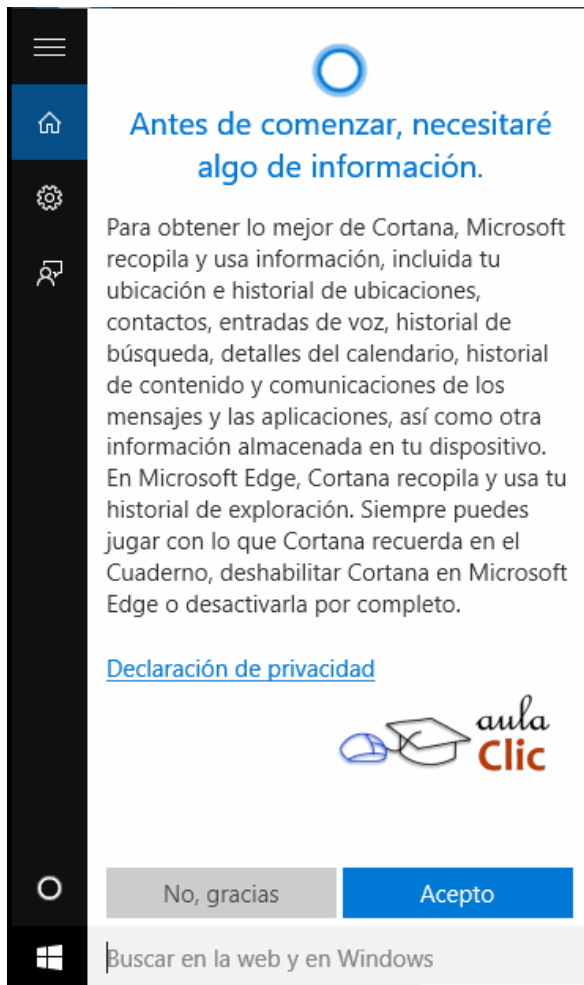 Antes de comenzar, necesitaré
algo de información.
Para obtener lo mejor de Cortana, Microsoft
recopila y usa información, incluida tu
ubicación e historial de ubicaciones,
contactos, entradas de voz, historial de
búsqueda, detalles del calendario, historial
de contenido y comunicaciones de los
mensajes y las aplicaciones, así como otra
información almacenada en tu dispositivo.
En Microsoft Edge, Cortana recopila y usa tu
historial de exploración. Siempre puedes
jugar con lo que Cortana recuerda en el
Cuaderno, deshabilitar Cortana en Microsoft
Edge o desactivarla por completo.
Declaración de privacidad
aula
Clic
No, gracias
Acepto
Buscar en la web y en Windows